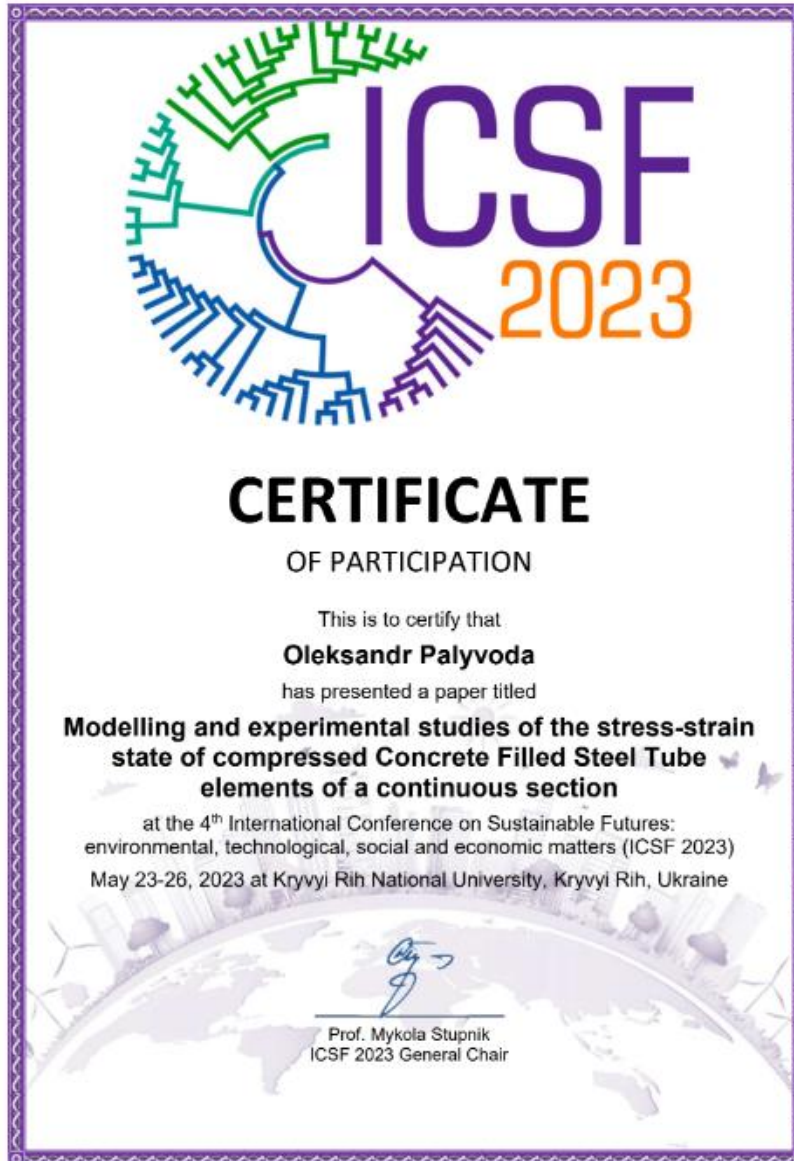 ICSF
2023
CERTIFICATE
OF PARTICIPATION
This is to certify that
Oleksandr Palyvoda
has presented a paper titled
Modelling and experimental studies of the stress-strain
state of compressed Concrete Filled Steel Tube
elements of a continuous section
at the 4th International Conference on Sustainable Futures:
environmental, technological, social and economic matters (ICSF 2023)
May 23-26, 2023 at Kryvyi Rih National University, Kryvyi Rih, Ukraine
Prof. Mykola Stupnik
ICSF 2023 General Chair